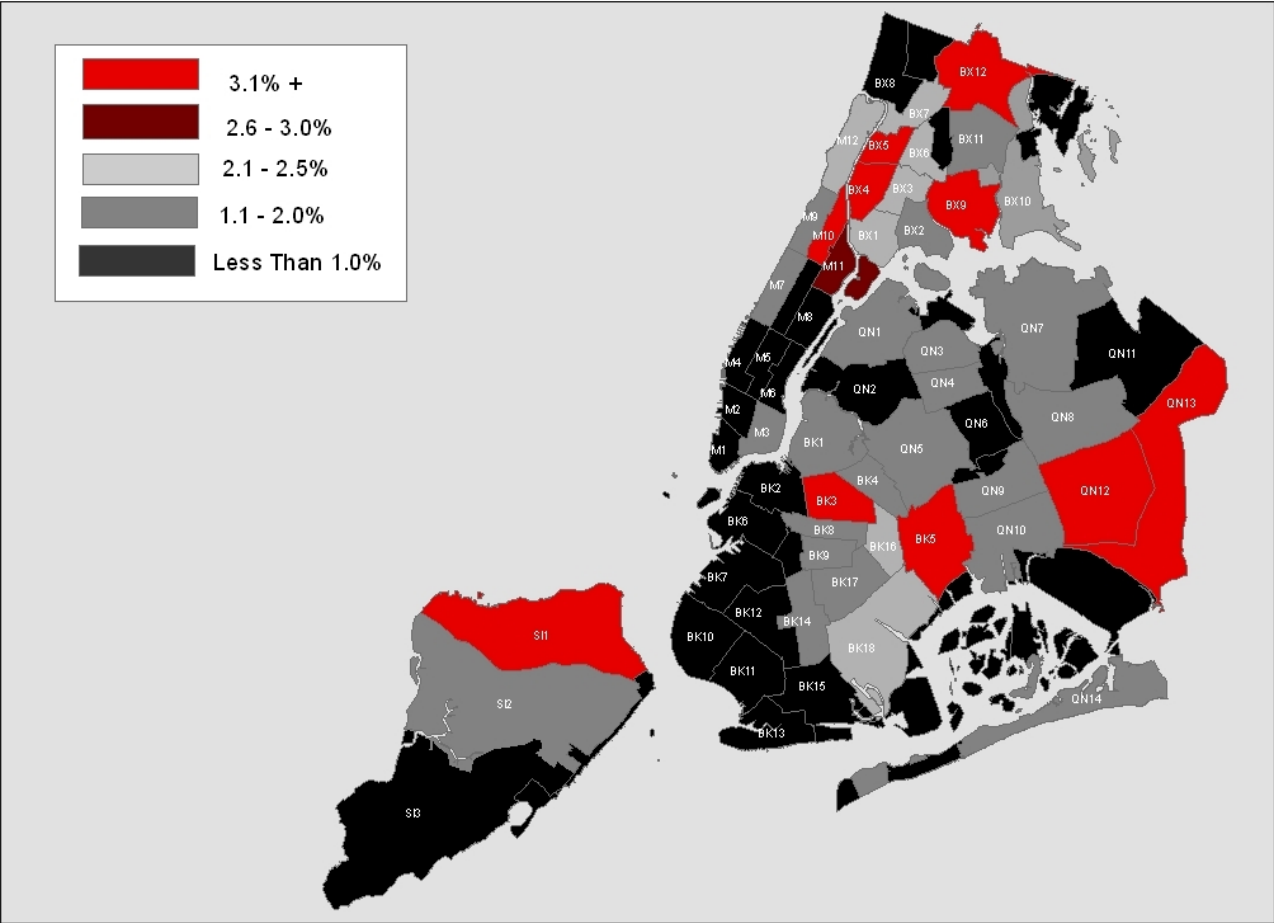 3.1% +
2.6 - 3.0%
2.1 - 2.5%
1.1 - 2.0%
Less Than 1.0%
BX12
BX8
BX7
M12
BX5
BX6
BX11
BX4
BX3
BX9
BX10
M9
M10
BX1
BX2
M11
M7
M8
QN1
QN7
QN3
QN11
M4
M5
QN4
QN2
M6
QN13
M2
QN8
QN6
M3
BK1
M1
QN5
BK4
BK2
QN9
QN12
BK3
BK6
BK8
QN10
BK5
BK16
BK9
BK7
BK17
BK12
BK14
SI1
BK10
BK18
BK11
BK15
QN14
SI2
BK13
SI3